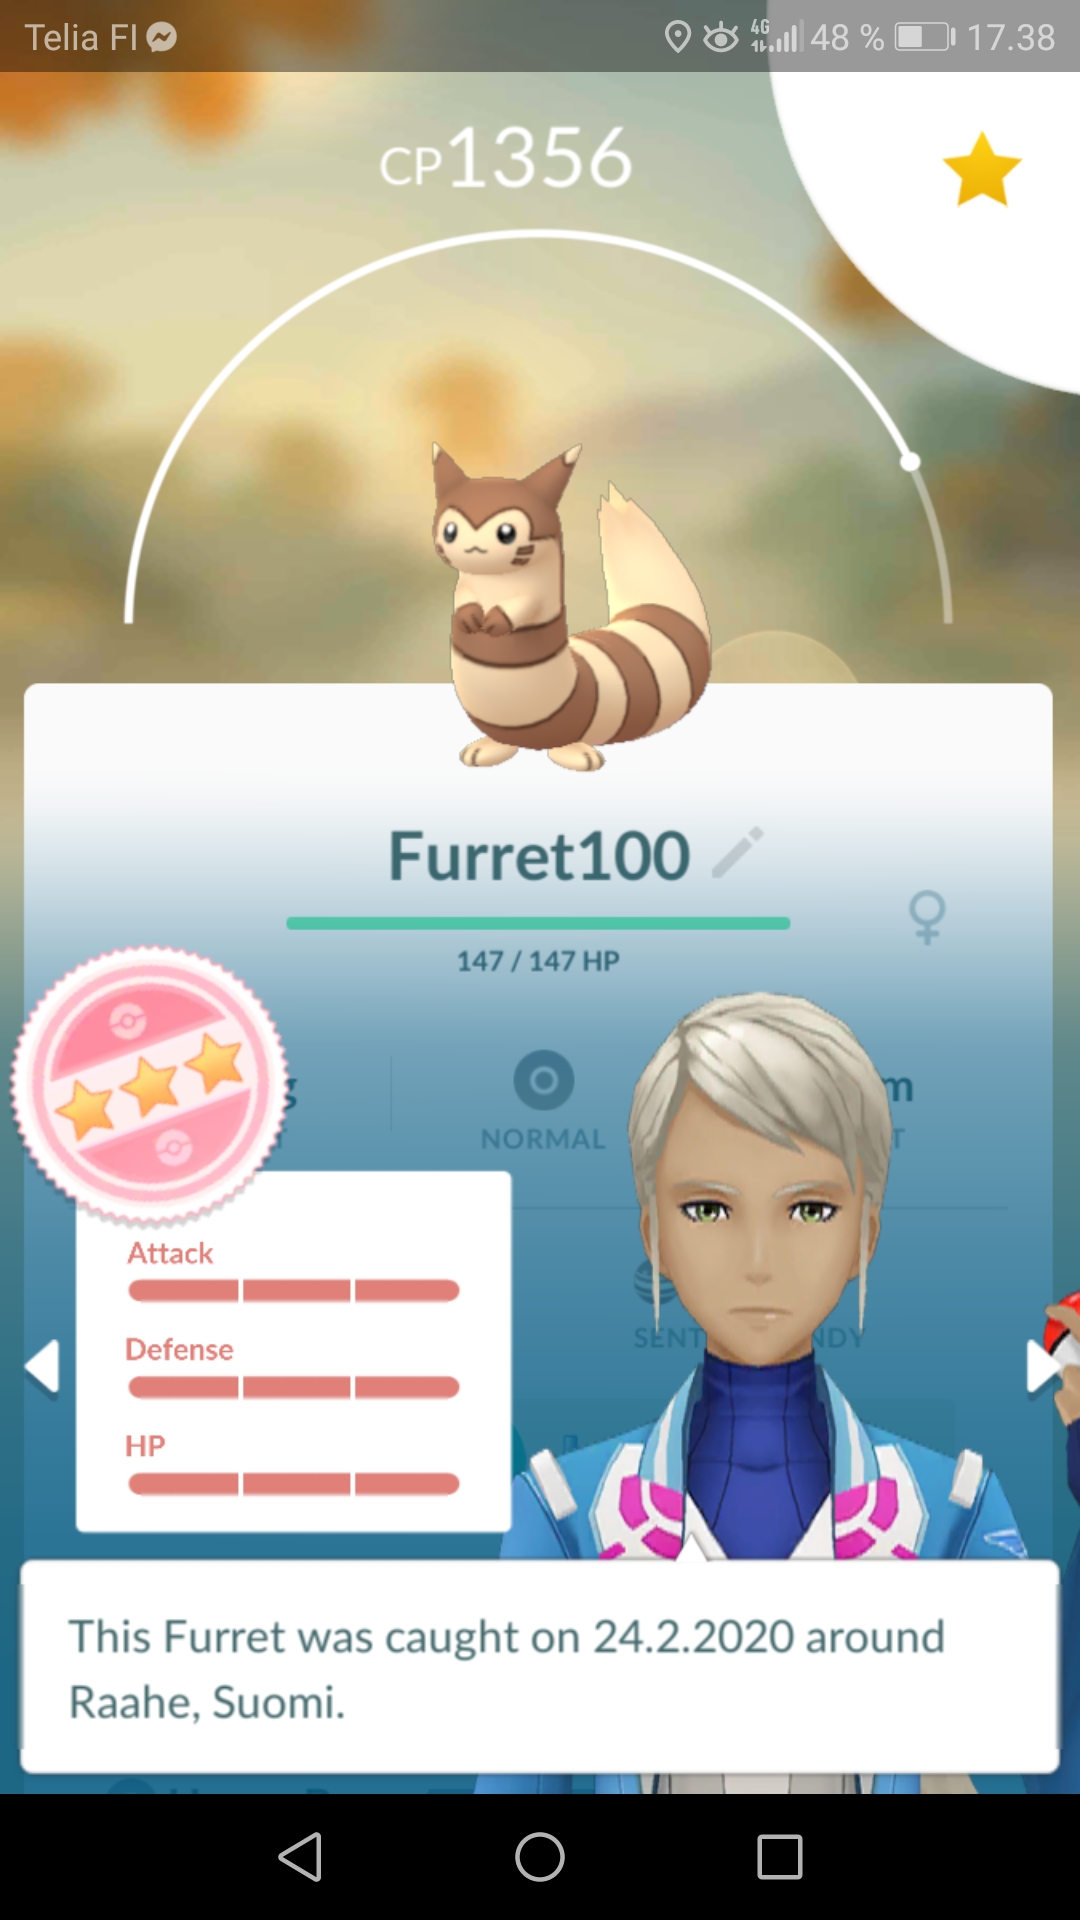 Telia FI 4G 48 % 17.38
CP1356
Furret100
147 / 147 HP
NORMAL
Attack
Defense
HP
This Furret was caught on 24.2.2020 around
Raahe, Suomi.